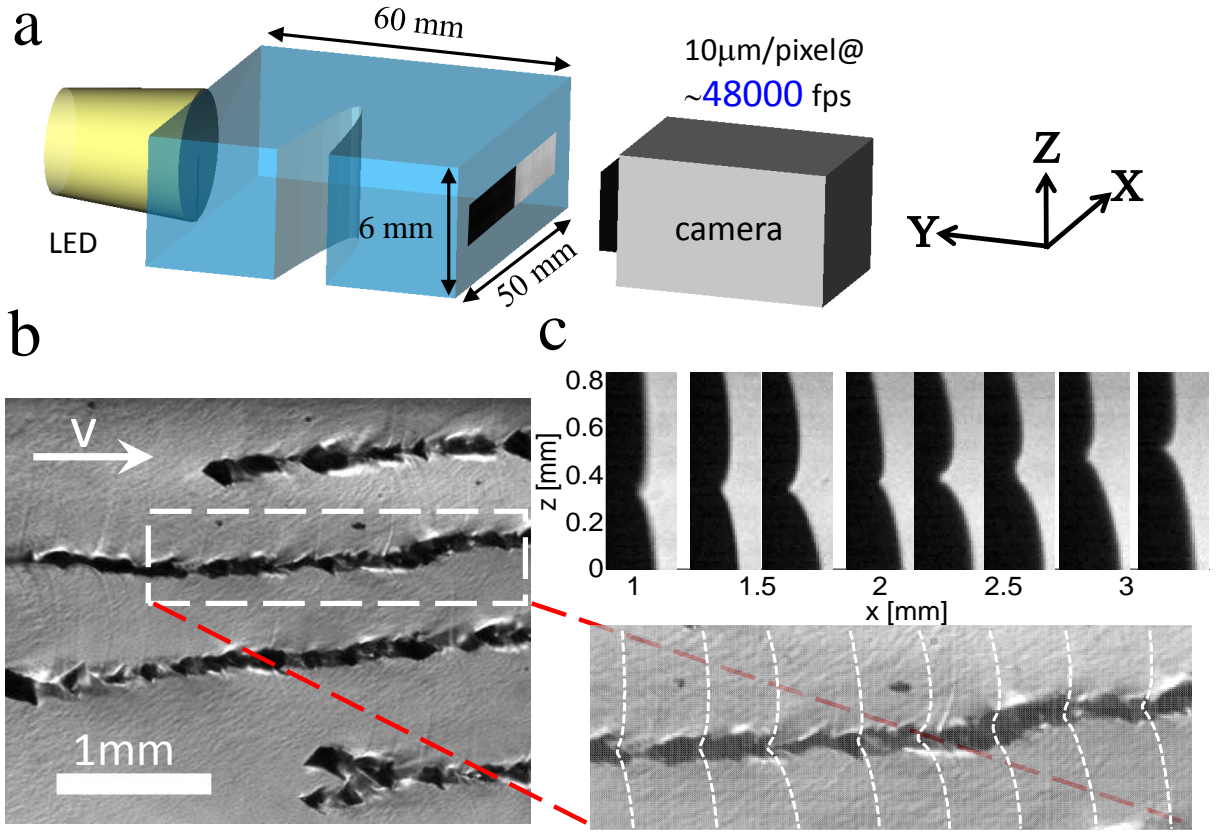 a
60 mm
10μm/pixel@
~48000 fps
LED
6 mm
50 mm
camera
Z
X
Y
b
c
V
1mm
0.8
0.6
0.4
0.2
0
z [mm]
1
1.5
2
2.5
3
x [mm]